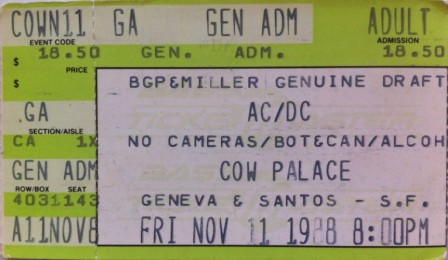 COWN11 GA GEN ADM ADULT
EVENT CODE ADMISSION
$ 18.50 GEN. ADM. 18.50
PRICE
$ BGP&MILLER GENUINE DRAFT
GA AC/DC
SECTION/AISLE
CA 1X NO CAMERAS/BOT&CAN/ALCOH
GEN ADM COW PALACE
ROW/BOX SEAT
4031143 GENEVA & SANTOS - S.F.
A11NOV8 FRI NOV 11 1988 8:00PM